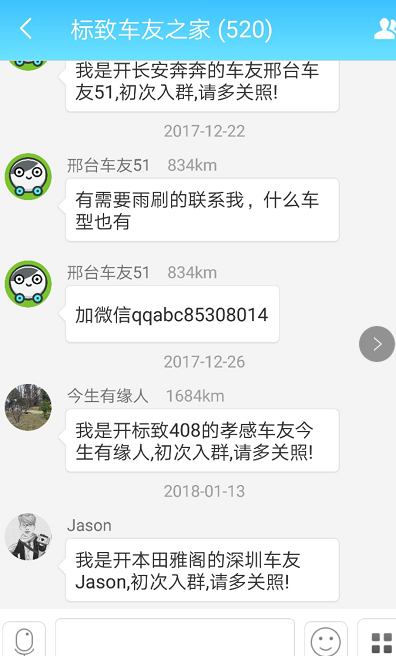 标致车友之家 (520)
我是开长安奔奔的车友邢台车
友51,初次入群,请多关照!
2017-12-22
邢台车友51 834km
有需要雨刷的联系我，什么车
型也有
邢台车友51 834km
加微信qqabc85308014
2017-12-26
今生有缘人 1684km
我是开标致408的孝感车友今
生有缘人,初次入群,请多关照!
2018-01-13
Jason
我是开本田雅阁的深圳车友
Jason,初次入群,请多关照!